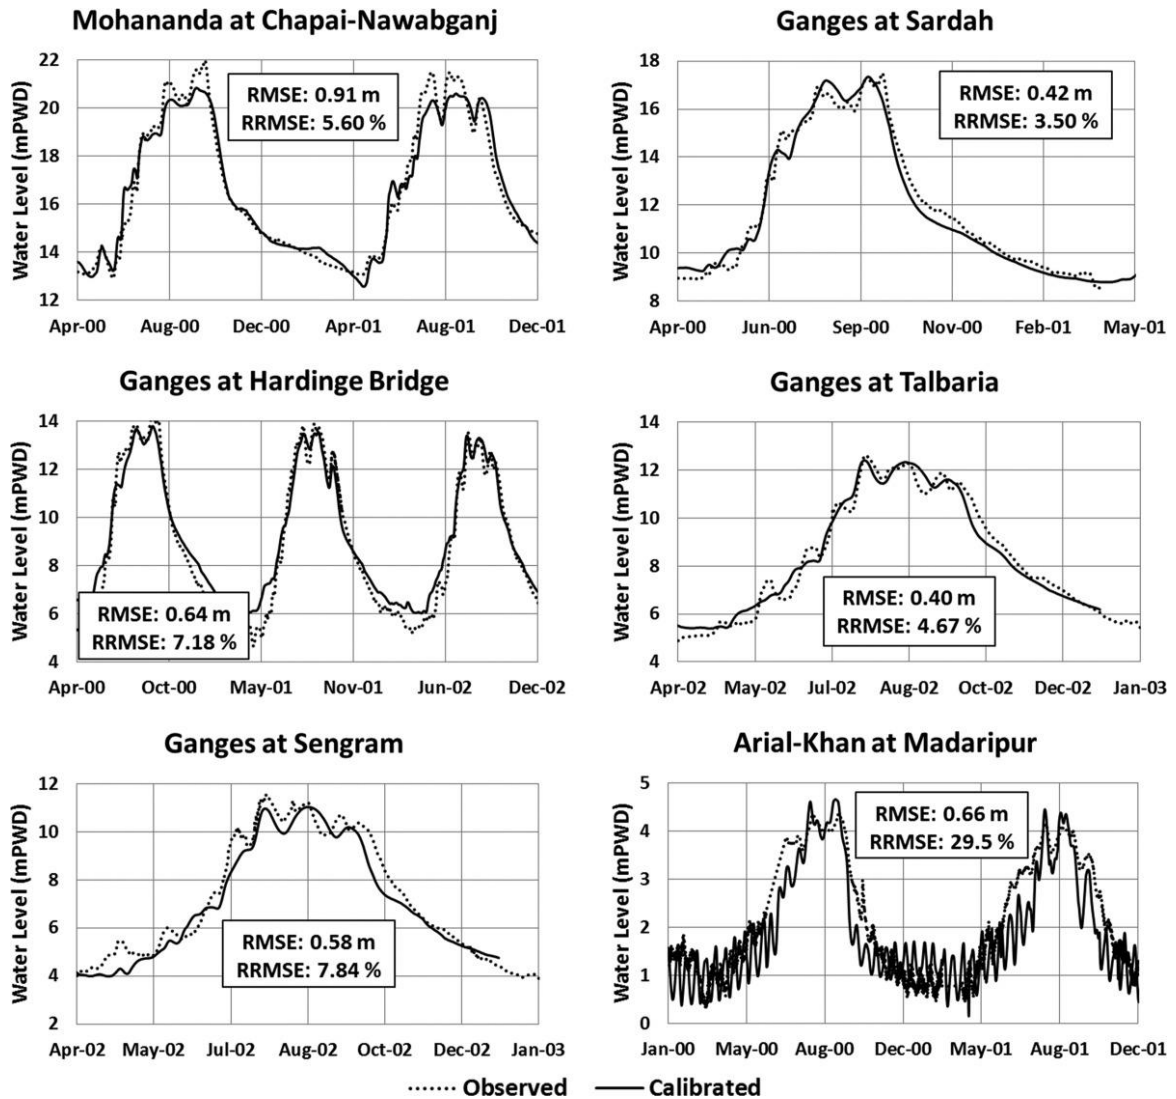 Mohananda at Chapai-Nawabganj
Water Level (mPWD)
22
20
18
16
14
12
RMSE: 0.91 m
RRMSE: 5.60 %
Apr-00 Aug-00 Dec-00 Apr-01 Aug-01 Dec-01
Ganges at Sardah
Water Level (mPWD)
18
16
14
12
10
8
RMSE: 0.42 m
RRMSE: 3.50 %
Apr-00 Jun-00 Sep-00 Nov-00 Feb-01 May-01
Ganges at Hardinge Bridge
Water Level (mPWD)
14
12
10
8
6
4
RMSE: 0.64 m
RRMSE: 7.18 %
Apr-00 Oct-00 May-01 Nov-01 Jun-02 Dec-02
Ganges at Talbaria
Water Level (mPWD)
14
12
10
8
6
4
RMSE: 0.40 m
RRMSE: 4.67 %
Apr-02 May-02 Jul-02 Aug-02 Oct-02 Dec-02 Jan-03
Ganges at Sengram
Water Level (mPWD)
12
10
8
6
4
2
RMSE: 0.58 m
RRMSE: 7.84 %
Apr-02 May-02 Jul-02 Aug-02 Oct-02 Dec-02 Jan-03
Arial-Khan at Madaripur
Water Level (mPWD)
5
4
3
2
1
0
RMSE: 0.66 m
RRMSE: 29.5 %
Jan-00 May-00 Aug-00 Dec-00 May-01 Aug-01 Dec-01
Observed Calibrated